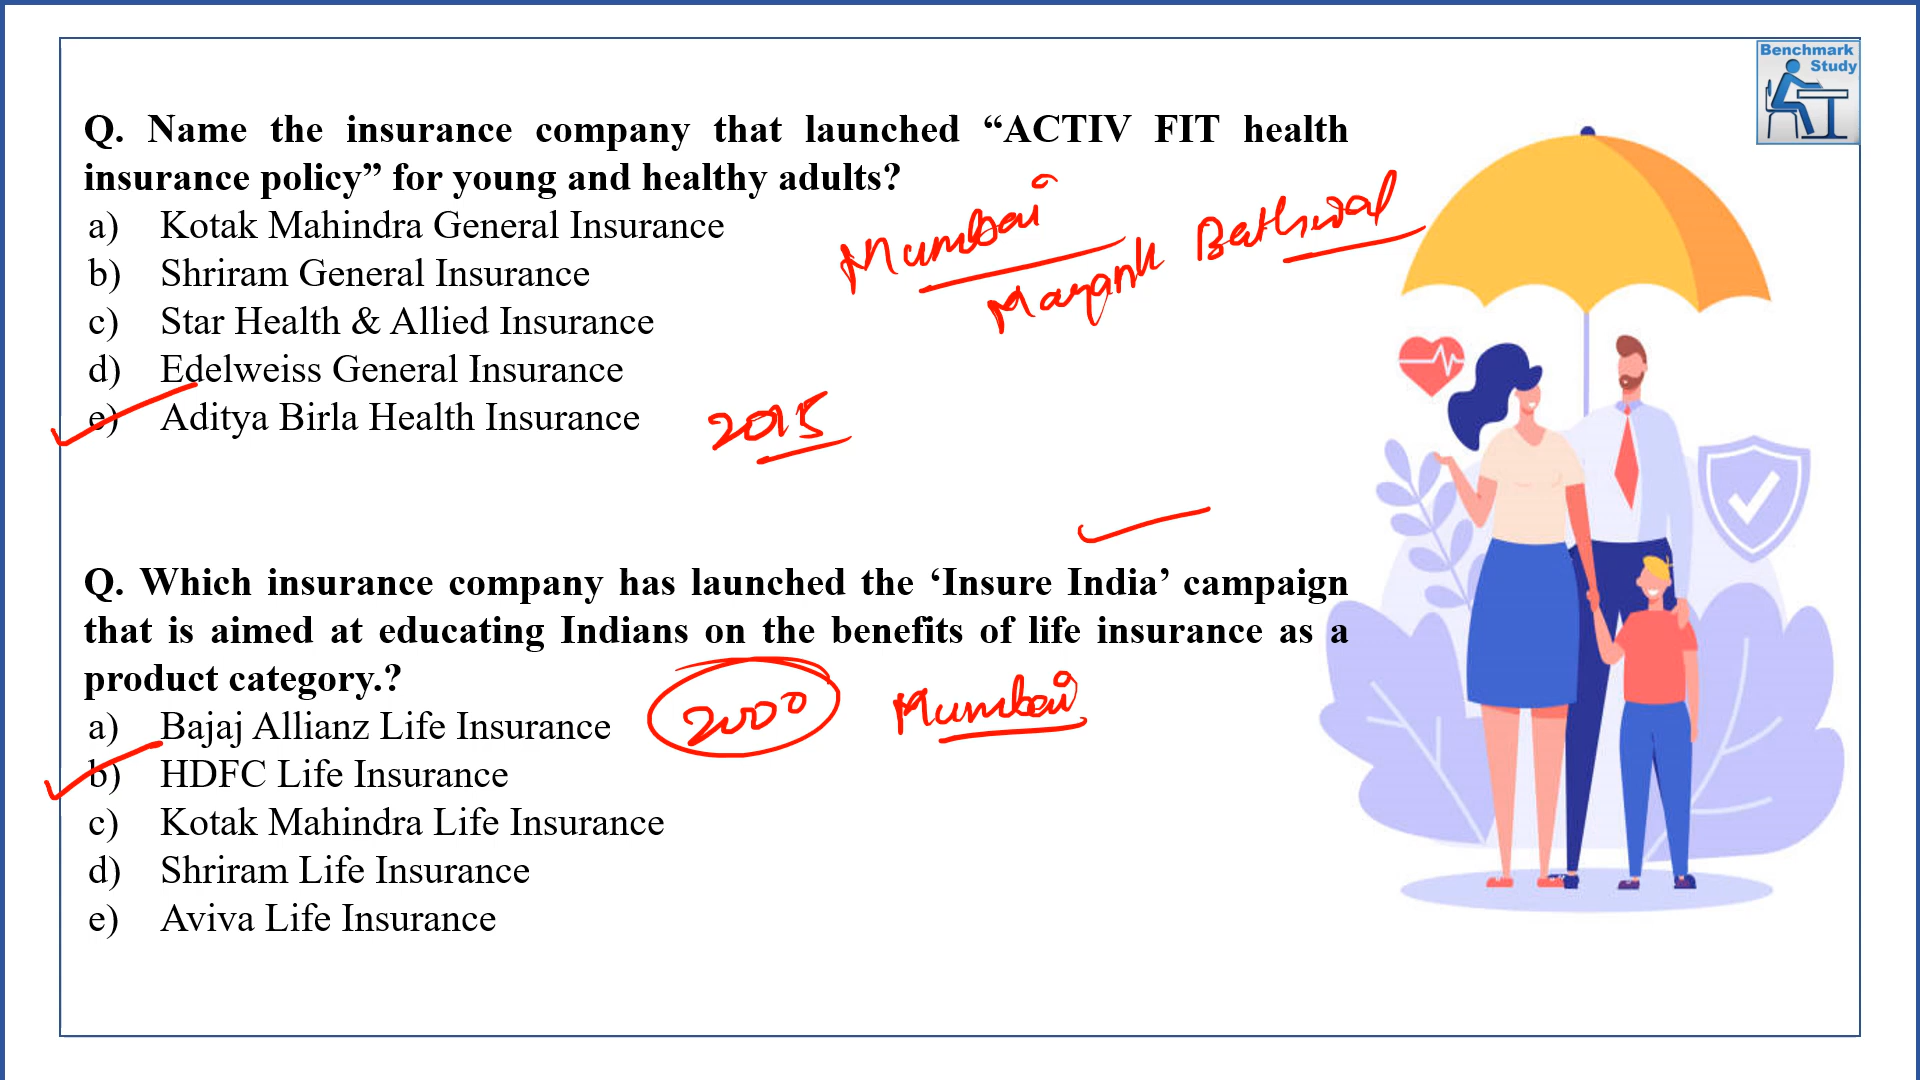 Benchmark
Study
Q. Name the insurance company that launched “ACTIV FIT health
insurance policy” for young and healthy adults?
a) Kotak Mahindra General Insurance
b) Shriram General Insurance
c) Star Health & Allied Insurance
d) Edelweiss General Insurance
e) Aditya Birla Health Insurance
Mumbai
Mayank Bathwal
2015
Q. Which insurance company has launched the ‘Insure India’ campaign
that is aimed at educating Indians on the benefits of life insurance as a
product category.?
a) Bajaj Allianz Life Insurance
b) HDFC Life Insurance
c) Kotak Mahindra Life Insurance
d) Shriram Life Insurance
e) Aviva Life Insurance
2000 Mumbai